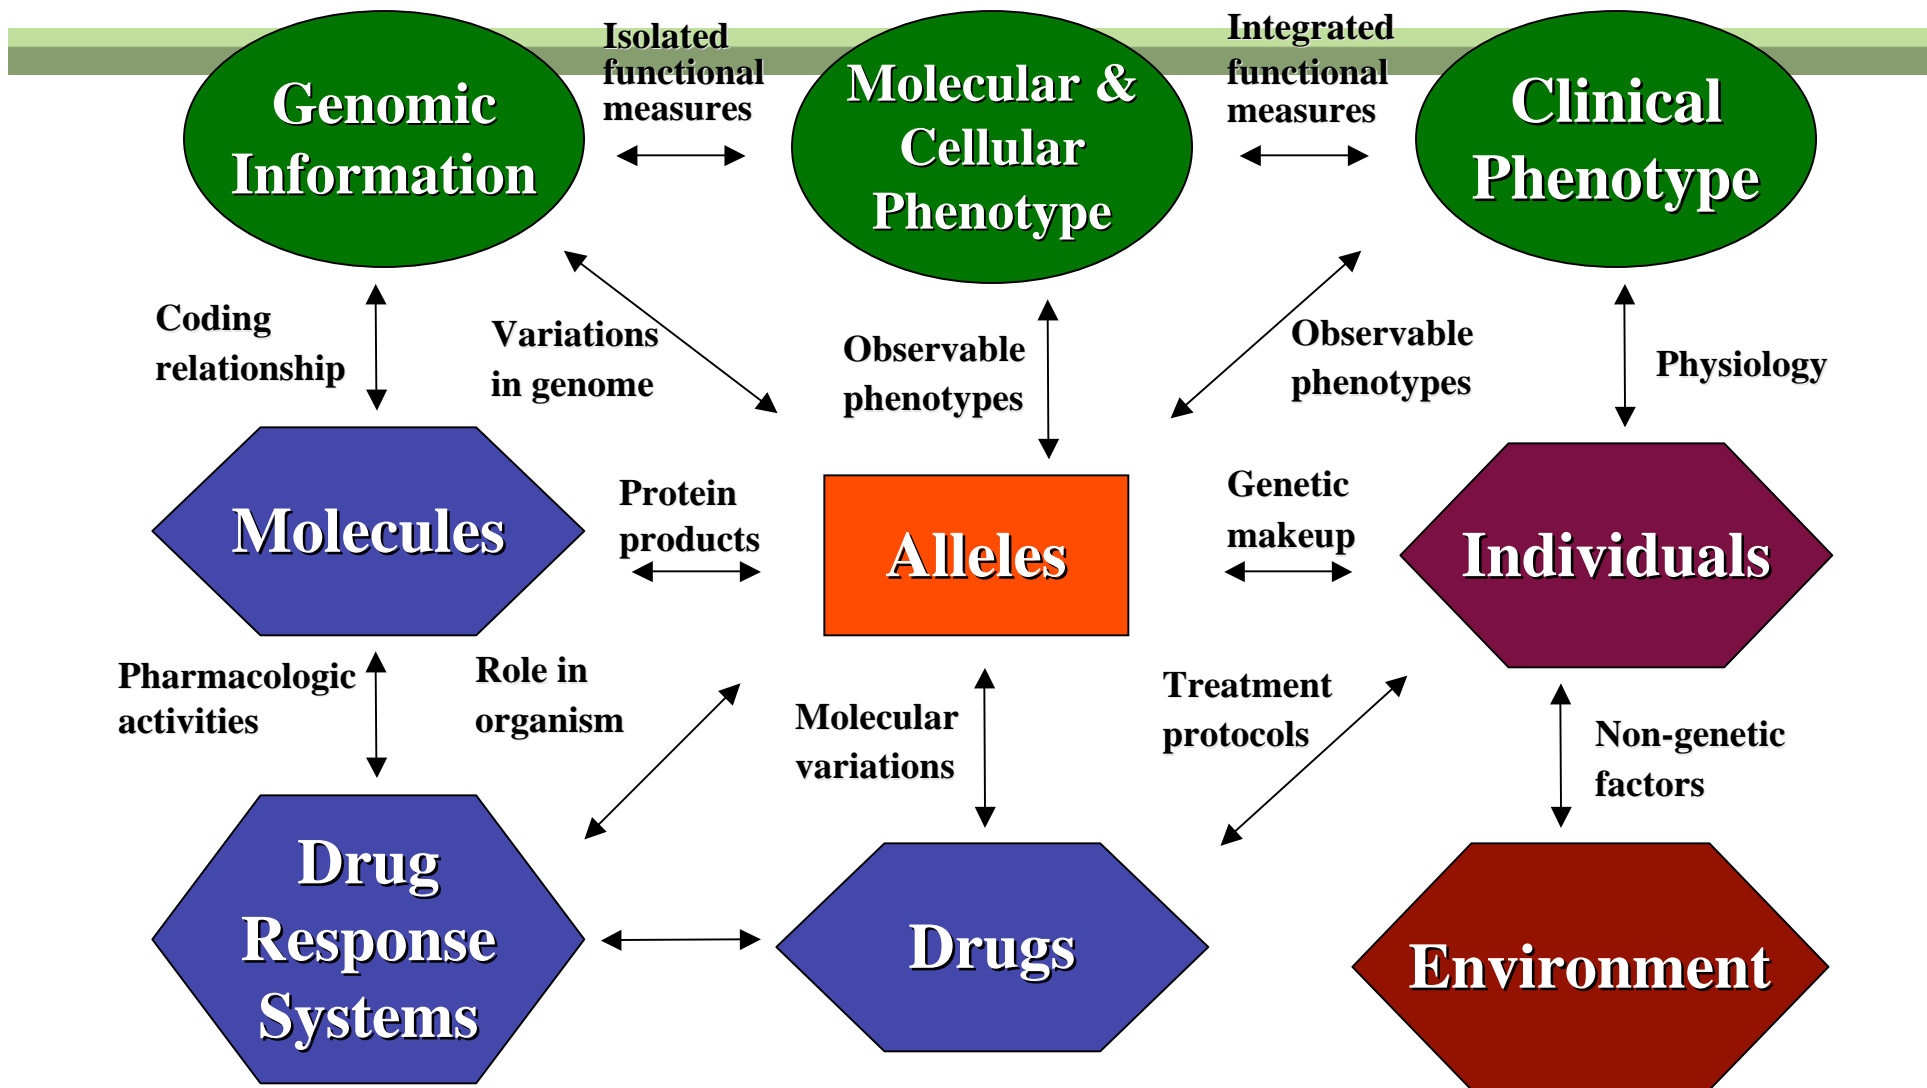 Genomic
Information
Isolated
functional
measures
Molecular &
Cellular
Phenotype
Integrated
functional
measures
Clinical
Phenotype
Coding
relationship
Variations
in genome
Observable
phenotypes
Observable
phenotypes
Physiology
Molecules
Protein
products
Alleles
Genetic
makeup
Individuals
Pharmacologic
activities
Role in
organism
Molecular
variations
Treatment
protocols
Non-genetic
factors
Drug
Response
Systems
Drugs
Environment